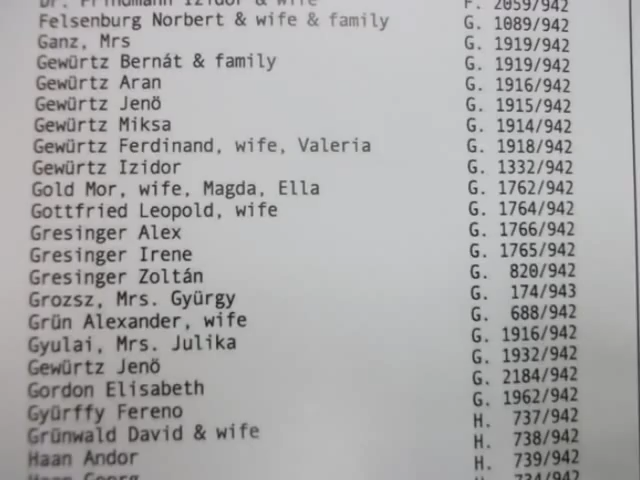 Felsenburg Norbert & wife & family G. 1089/942
Ganz, Mrs G. 1919/942
Gewürtz Bernát & family G. 1919/942
Gewürtz Aran G. 1916/942
Gewürtz Jenö G. 1915/942
Gewürtz Miksa G. 1914/942
Gewürtz Ferdinand, wife, Valeria G. 1918/942
Gewürtz Izidor G. 1332/942
Gold Mor, wife, Magda, Ella G. 1762/942
Gottfried Leopold, wife G. 1764/942
Gresinger Alex G. 1766/942
Gresinger Irene G. 1765/942
Gresinger Zoltán G. 820/942
Grozsz, Mrs. György G. 174/943
Grün Alexander, wife G. 688/942
Gyulai, Mrs. Julika G. 1916/942
Gewürtz Jenö G. 1932/942
Gordon Elisabeth G. 2184/942
Gyürffy Fereno G. 1962/942
Grünwald David & wife H. 737/942
Haan Andor H. 738/942
H. 739/942